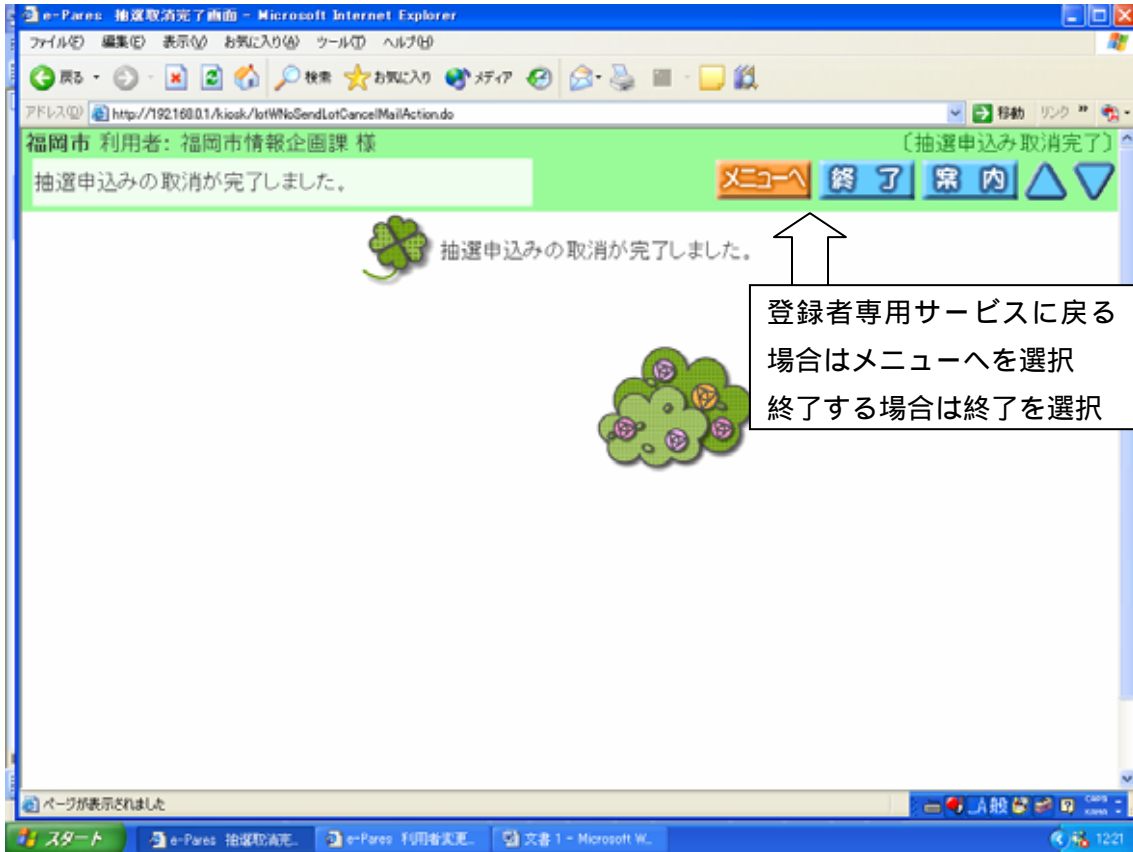 e-Pares 抽選取消完了画面 - Microsoft Internet Explorer
ファイル(F) 編集(E) 表示(V) お気に入り(A) ツール(T) ヘルプ(H)
戻る 検索 お気に入り メディア
アドレス(D) http://192.168.0.1/kiosk/lotWNoSendLotCancelMailAction.do 移動 リンク »
福岡市 利用者: 福岡市情報企画課 様 〔抽選申込み取消完了〕
抽選申込みの取消が完了しました。 メニューへ 終 了 案 内
抽選申込みの取消が完了しました。
登録者専用サービスに戻る
場合はメニューへを選択
終了する場合は終了を選択
ページが表示されました A 般 CAPS KANA
スタート e-Pares 抽選取消完... e-Pares 利用者変更... 文書 1 - Microsoft W... 12:21